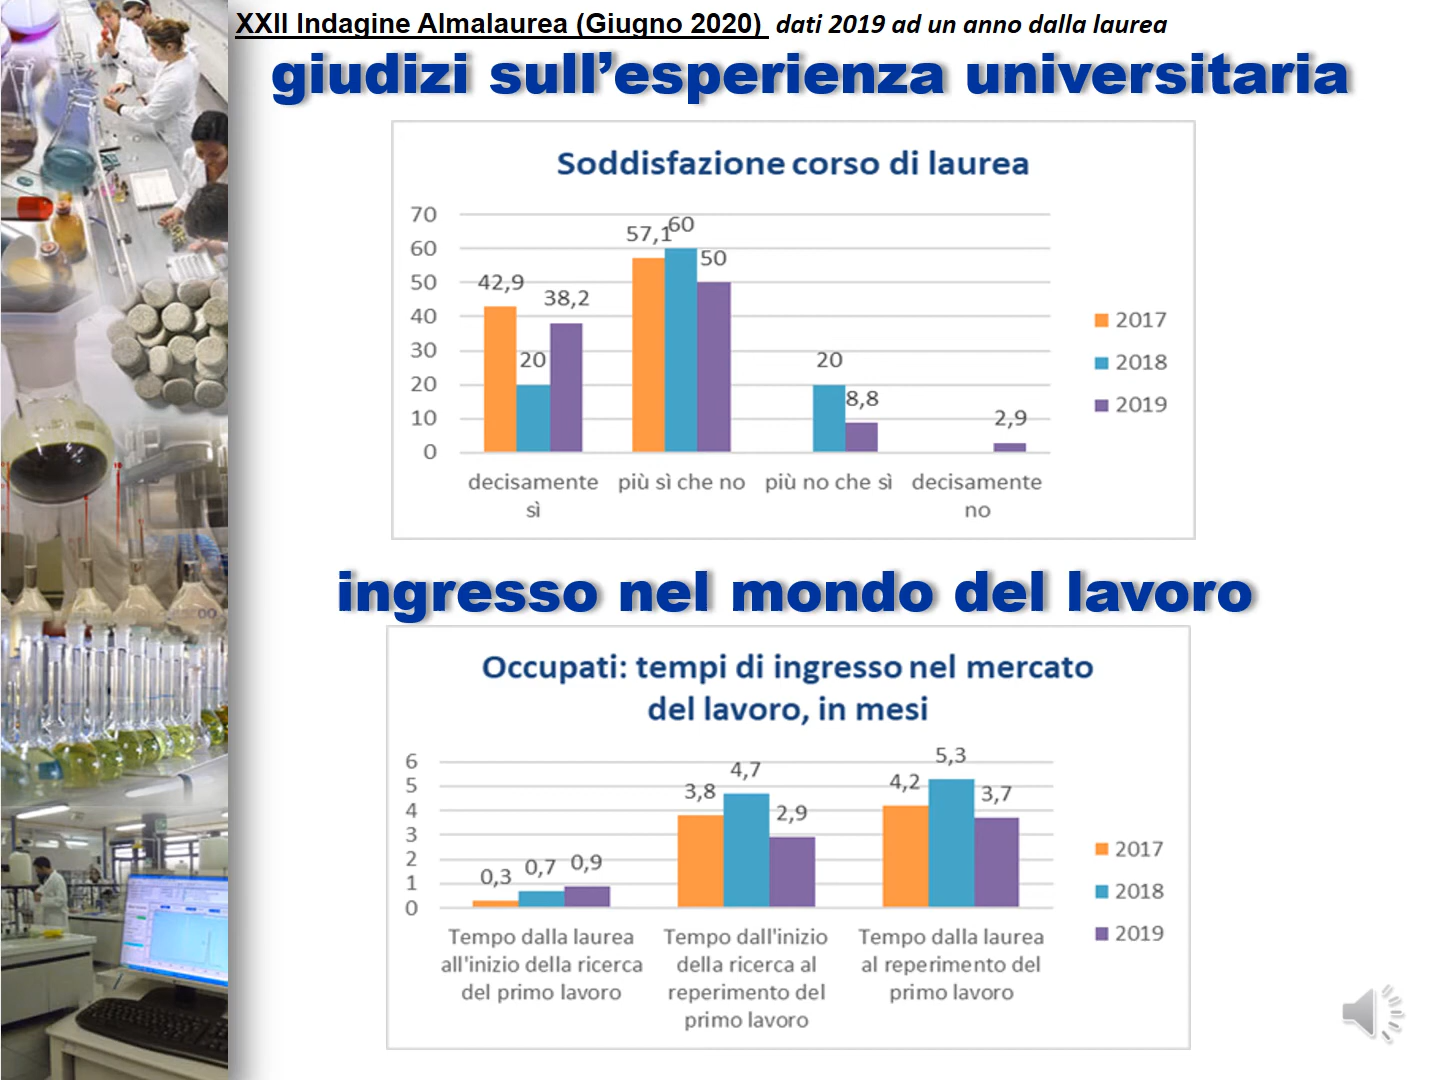 XXII Indagine Almalaurea (Giugno 2020) dati 2019 ad un anno dalla laurea
giudizi sull’esperienza universitaria
Soddisfazione corso di laurea
70
60
50
40
30
20
10
0
42,9
20
38,2
57,1
60
50
20
8,8
2,9
decisamente
sì
più sì che no
più no che sì
decisamente
no
2017
2018
2019
ingresso nel mondo del lavoro
Occupati: tempi di ingresso nel mercato
del lavoro, in mesi
6
5
4
3
2
1
0
0,3
0,7
0,9
3,8
4,7
2,9
4,2
5,3
3,7
Tempo dalla laurea
all'inizio della ricerca
del primo lavoro
Tempo dall'inizio
della ricerca al
reperimento del
primo lavoro
Tempo dalla laurea
al reperimento del
primo lavoro
2017
2018
2019